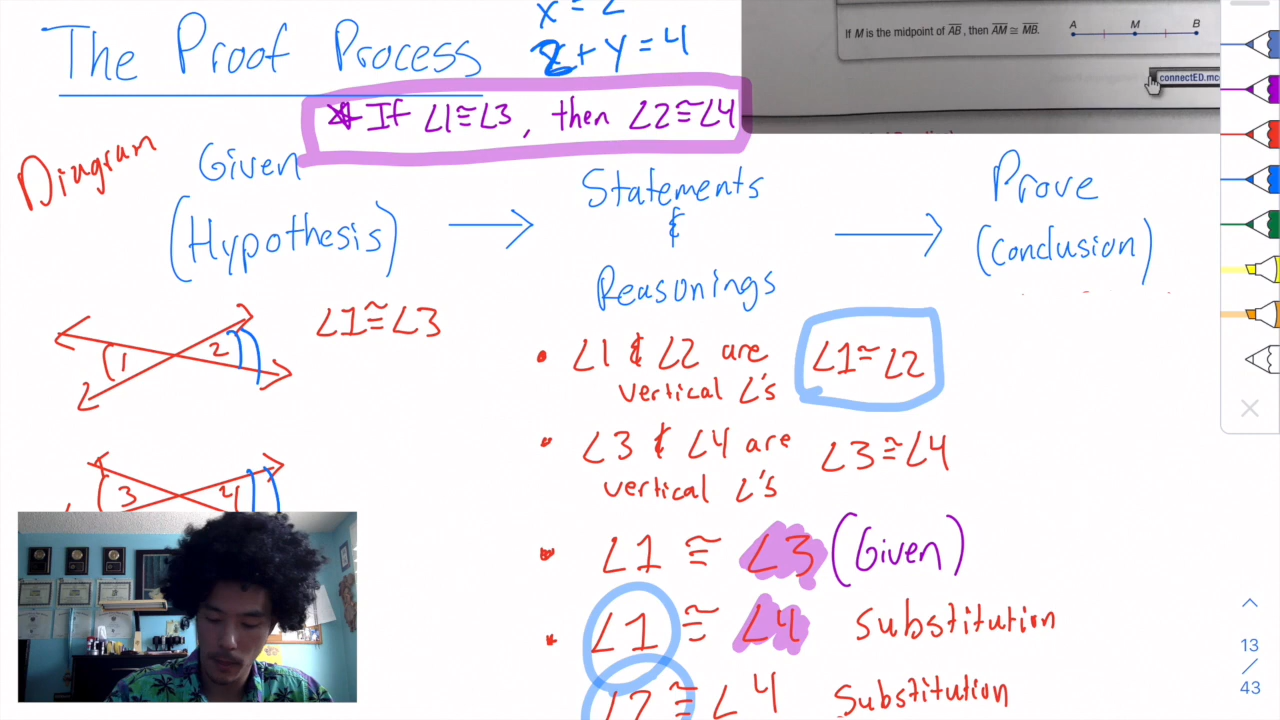 x = 2
The Proof Process
2 + y = 4
If M is the midpoint of AB, then AM ≅ MB.
A M B
connectED.mc
* If ∠1≅∠3, then ∠2≅∠4
Diagram
Given
(Hypothesis)
Statements
&
Reasonings
Prove
(conclusion)
1 2
∠1≅∠3
3 4
• ∠1 & ∠2 are
vertical ∠'s
∠1≅∠2
• ∠3 & ∠4 are
vertical ∠'s
∠3≅∠4
• ∠1 ≅ ∠3 (Given)
• ∠1 ≅ ∠4 Substitution
∠2 ≅ ∠4 Substitution
13
/
43